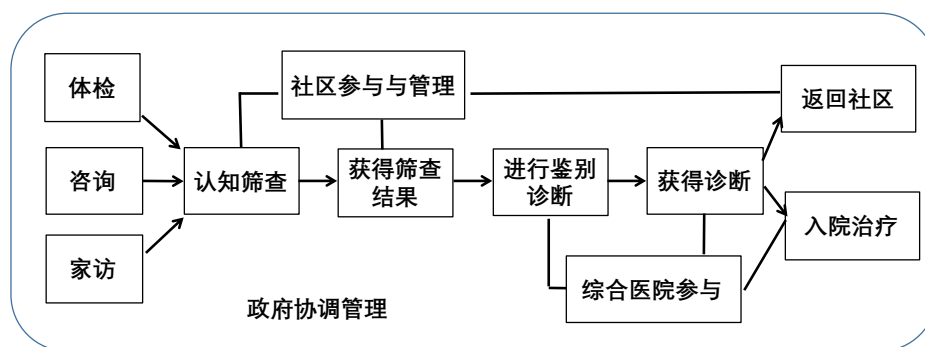 体检
社区参与与管理
返回社区
咨询
认知筛查
获得筛查
结果
进行鉴别
诊断
获得诊断
入院治疗
家访
综合医院参与
政府协调管理